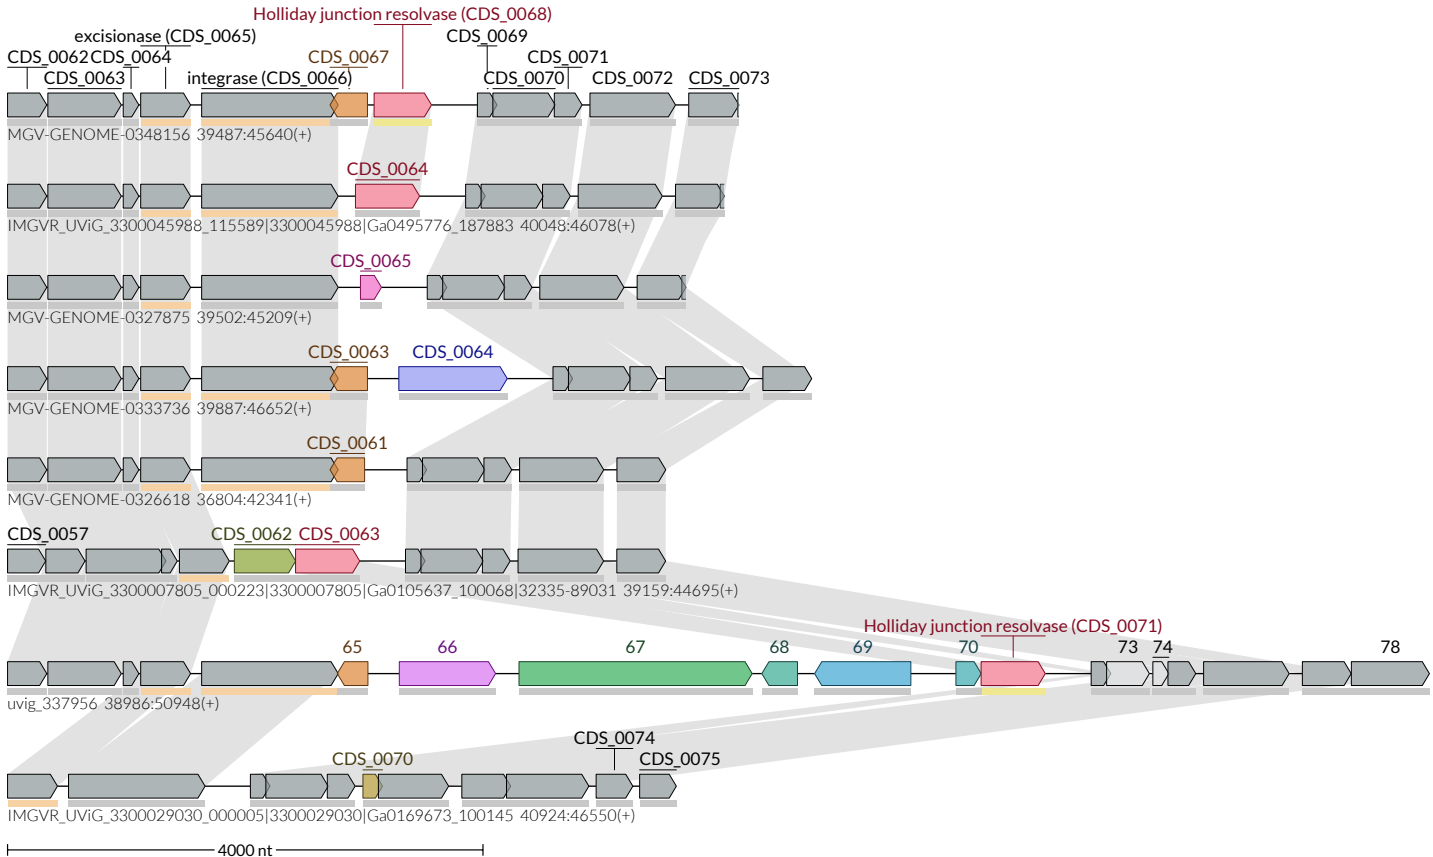 Holliday junction resolvase (CDS_0068)
excisionase (CDS_0065) CDS_0069
CDS_0062 CDS_0064 CDS_0067 CDS_0071
CDS_0063 integrase (CDS_0066) CDS_0070 CDS_0072 CDS_0073
MGV-GENOME-0348156 39487:45640(+)
CDS_0064
IMGVR_UViG_3300045988_115589|3300045988|Ga0495776_187883 40048:46078(+)
CDS_0065
MGV-GENOME-0327875 39502:45209(+)
CDS_0063 CDS_0064
MGV-GENOME-0333736 39887:46652(+)
CDS_0061
MGV-GENOME-0326618 36804:42341(+)
CDS_0057 CDS_0062 CDS_0063
IMGVR_UViG_3300007805_000223|3300007805|Ga0105637_100068|32335-89031 39159:44695(+)
Holliday junction resolvase (CDS_0071)
65 66 67 68 69 70 73 74 78
uvig_337956 38986:50948(+)
CDS_0074
CDS_0070 CDS_0075
IMGVR_UViG_3300029030_000005|3300029030|Ga0169673_100145 40924:46550(+)
4000 nt